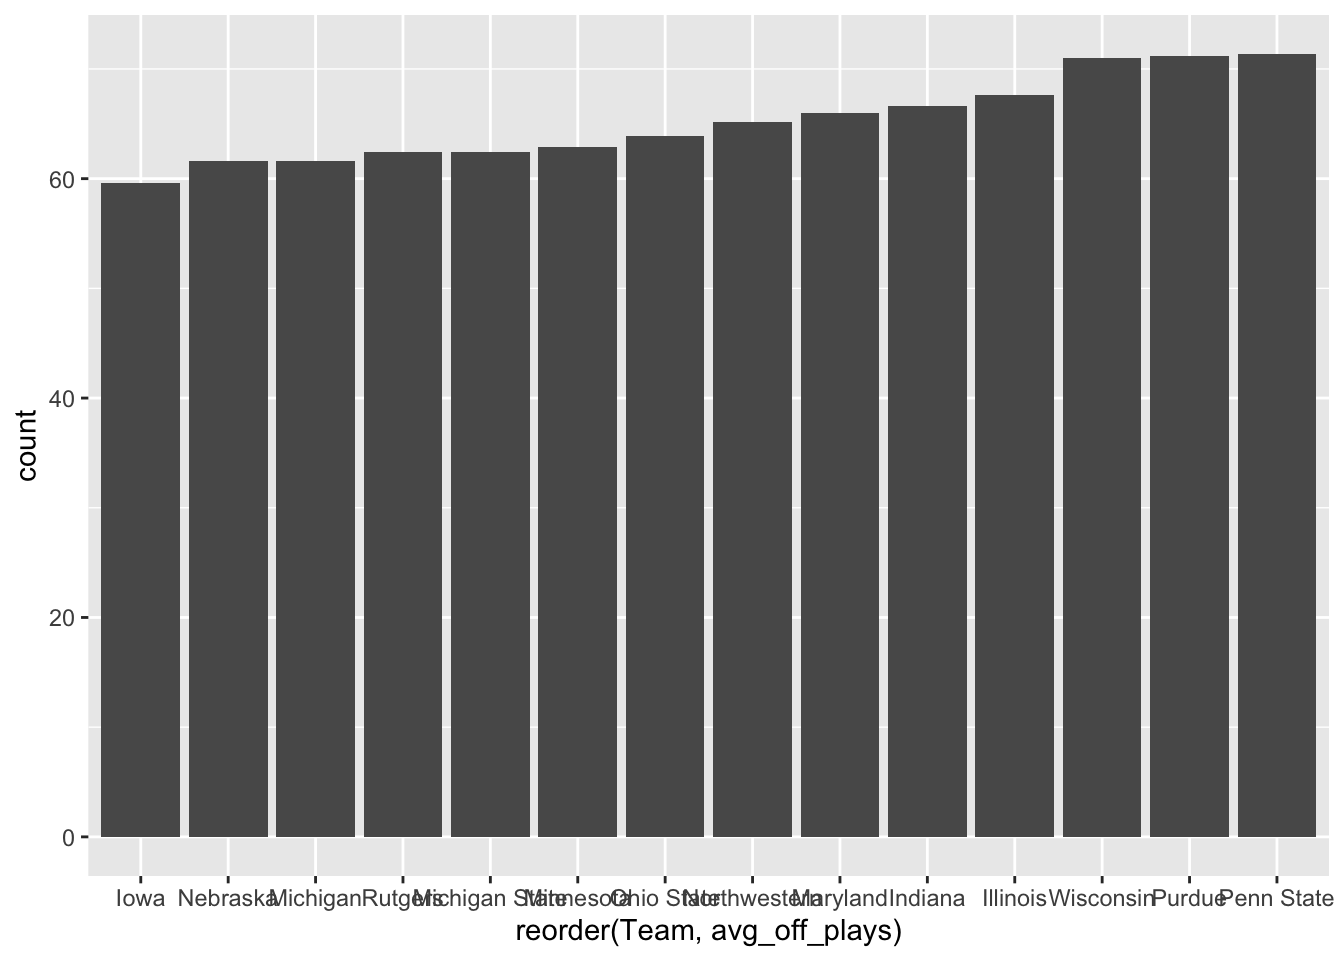 count
60
40
20
0
Iowa Nebraska Michigan Rutgers Michigan State Minnesota Ohio State Northwestern Maryland Indiana Illinois Wisconsin Purdue Penn State
reorder(Team, avg_off_plays)